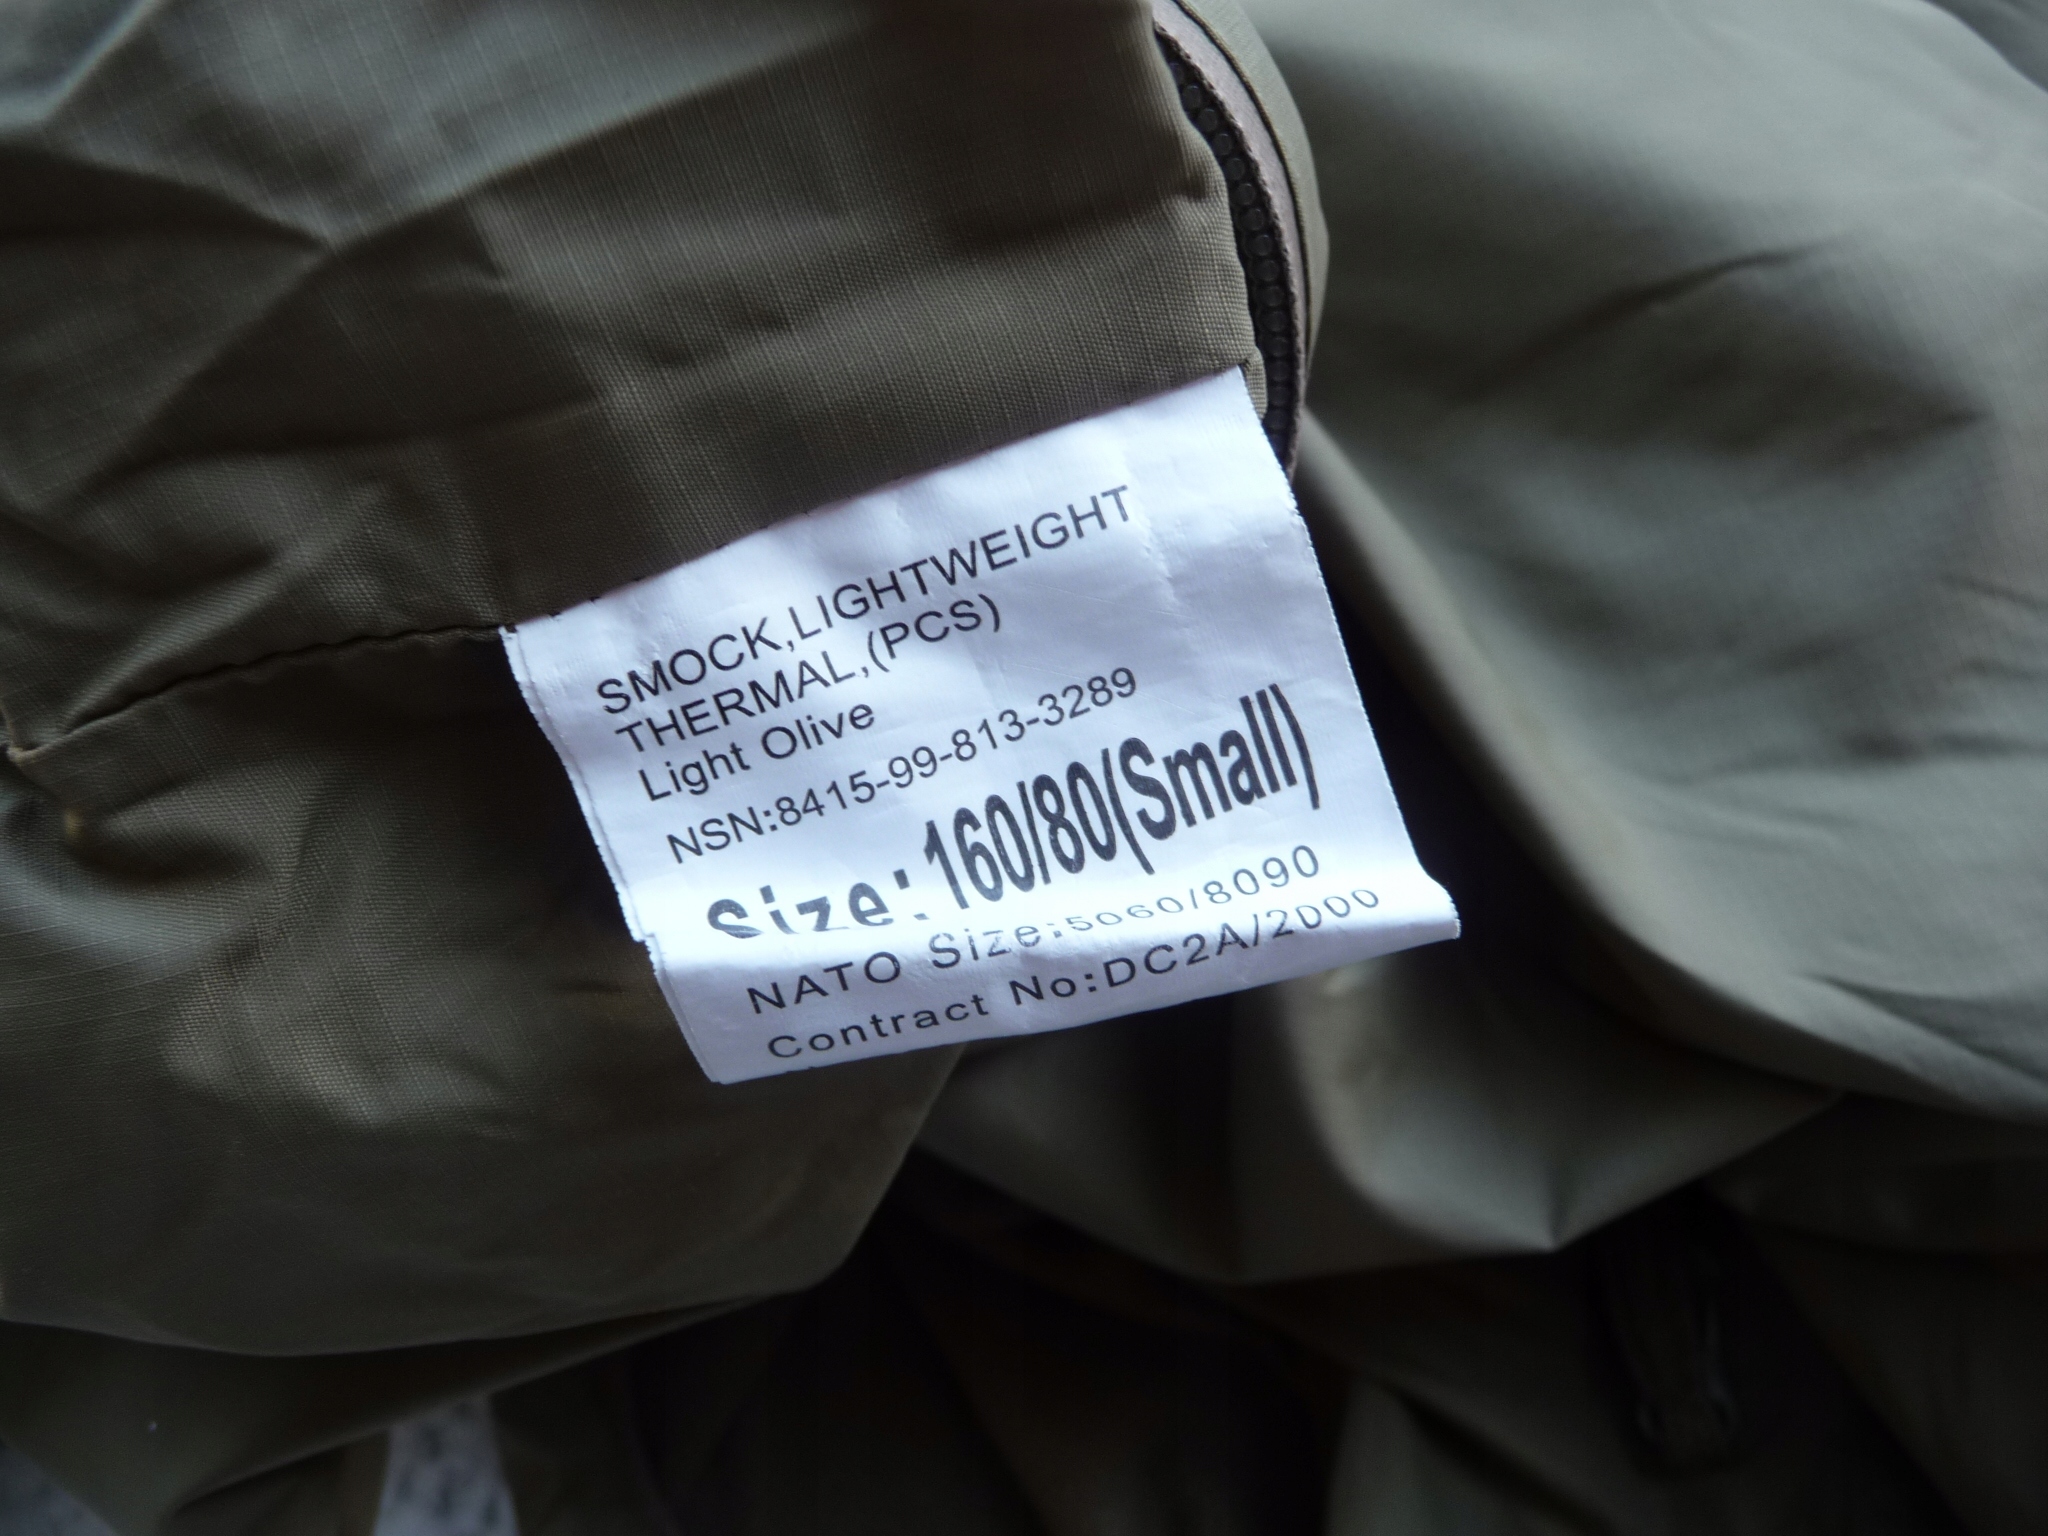 SMOCK,LIGHTWEIGHT
THERMAL,(PCS)
Light Olive
NSN:8415-99-813-3289
Size:160/80(Small)
NATO Size:5060/8090
Contract No:DC2A/2000